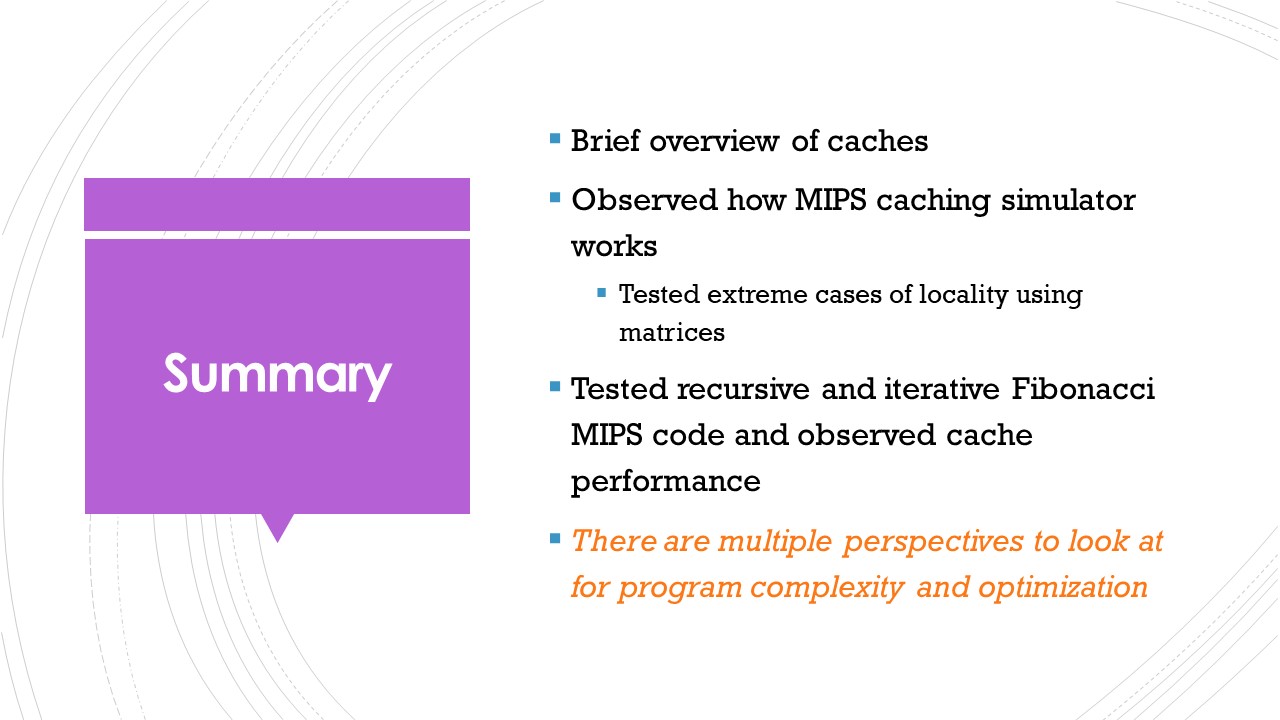 Summary
Brief overview of caches
Observed how MIPS caching simulator
works
Tested extreme cases of locality using
matrices
Tested recursive and iterative Fibonacci
MIPS code and observed cache
performance
There are multiple perspectives to look at
for program complexity and optimization